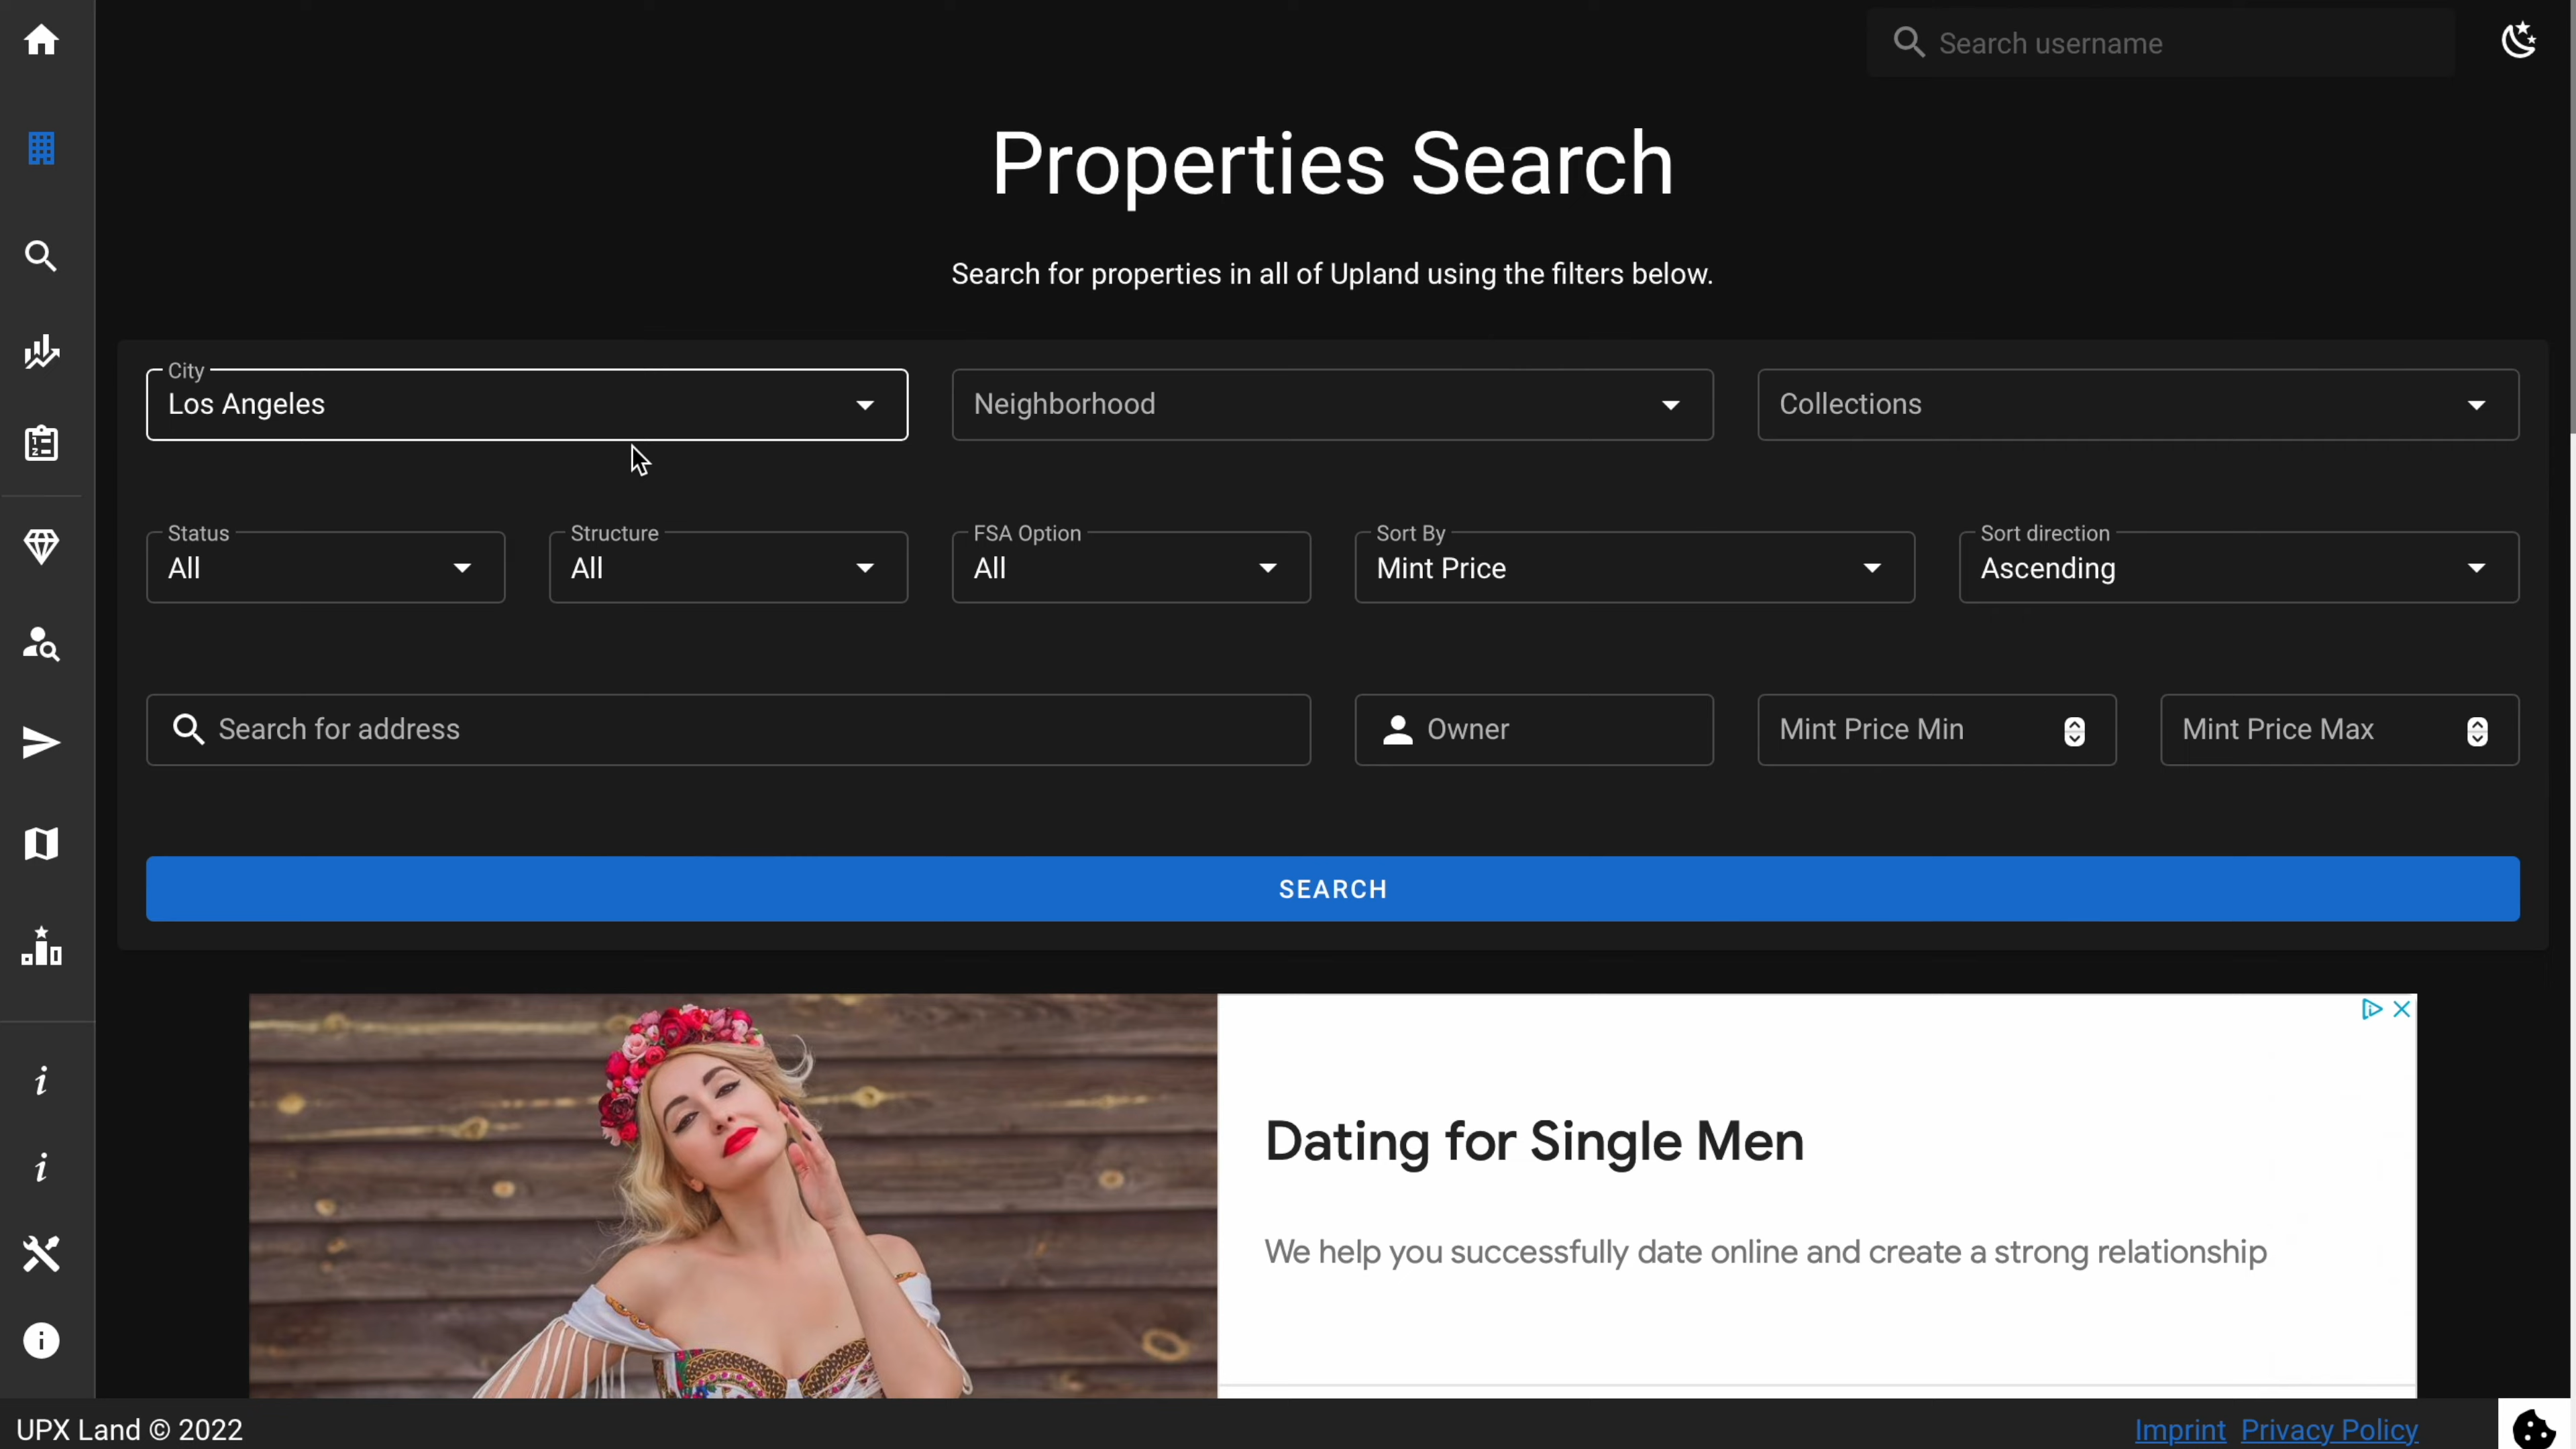 Search username
Properties Search
Search for properties in all of Upland using the filters below.
City
Los Angeles
Neighborhood
Collections
Status
All
Structure
All
FSA Option
All
Sort By
Mint Price
Sort direction
Ascending
Search for address
Owner
Mint Price Min
Mint Price Max
SEARCH
Dating for Single Men
We help you successfully date online and create a strong relationship
UPX Land © 2022
Imprint Privacy Policy